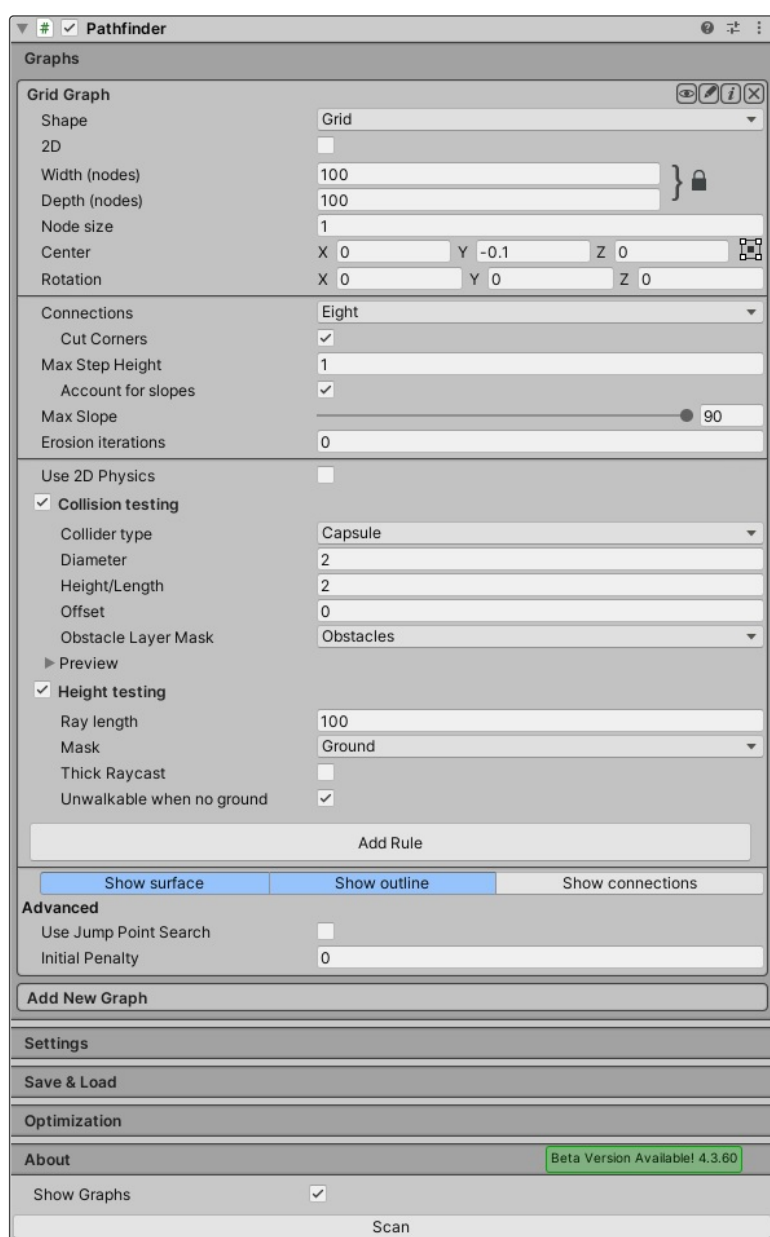 Pathfinder
Graphs
Grid Graph
Shape Grid
2D
Width (nodes) 100
Depth (nodes) 100
Node size 1
Center X 0 Y -0.1 Z 0
Rotation X 0 Y 0 Z 0
Connections Eight
Cut Corners
Max Step Height 1
Account for slopes
Max Slope 90
Erosion iterations 0
Use 2D Physics
Collision testing
Collider type Capsule
Diameter 2
Height/Length 2
Offset 0
Obstacle Layer Mask Obstacles
Preview
Height testing
Ray length 100
Mask Ground
Thick Raycast
Unwalkable when no ground
Add Rule
Show surface Show outline Show connections
Advanced
Use Jump Point Search
Initial Penalty 0
Add New Graph
Settings
Save & Load
Optimization
About Beta Version Available! 4.3.60
Show Graphs
Scan